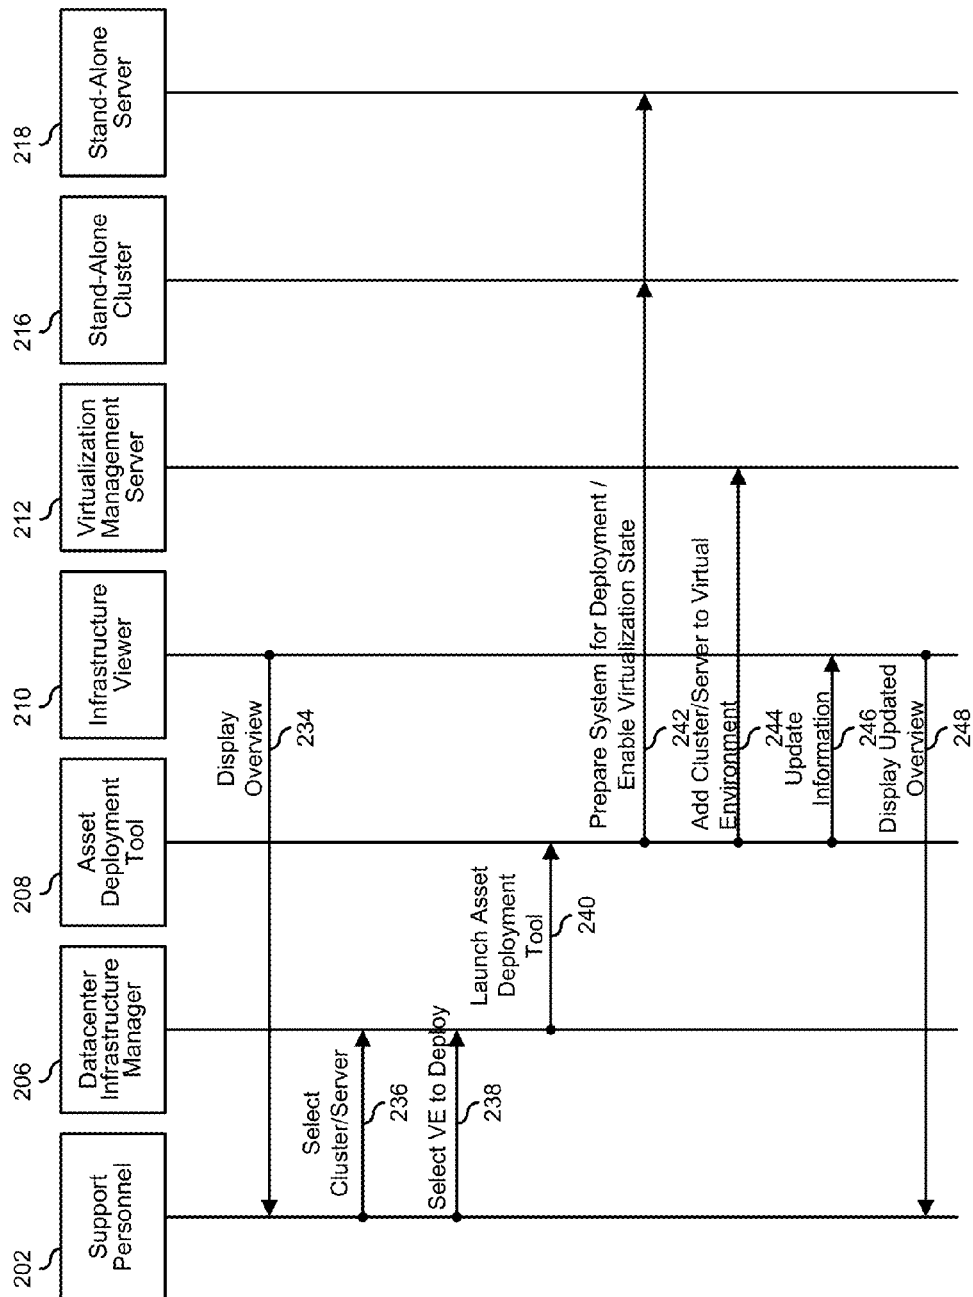 202
Support
Personnel
206
Datacenter
Infrastructure
Manager
208
Asset
Deployment
Tool
210
Infrastructure
Viewer
212
Virtualization
Management
Server
216
Stand-Alone
Cluster
218
Stand-Alone
Server
Display
Overview
234
Select
Cluster/Server
236
Select VE to Deploy
238
Launch Asset
Deployment
Tool
240
Prepare System for Deployment /
Enable Virtualization State
242
Add Cluster/Server to Virtual
Environment
244
Update
Information
246
Display Updated
Overview
248